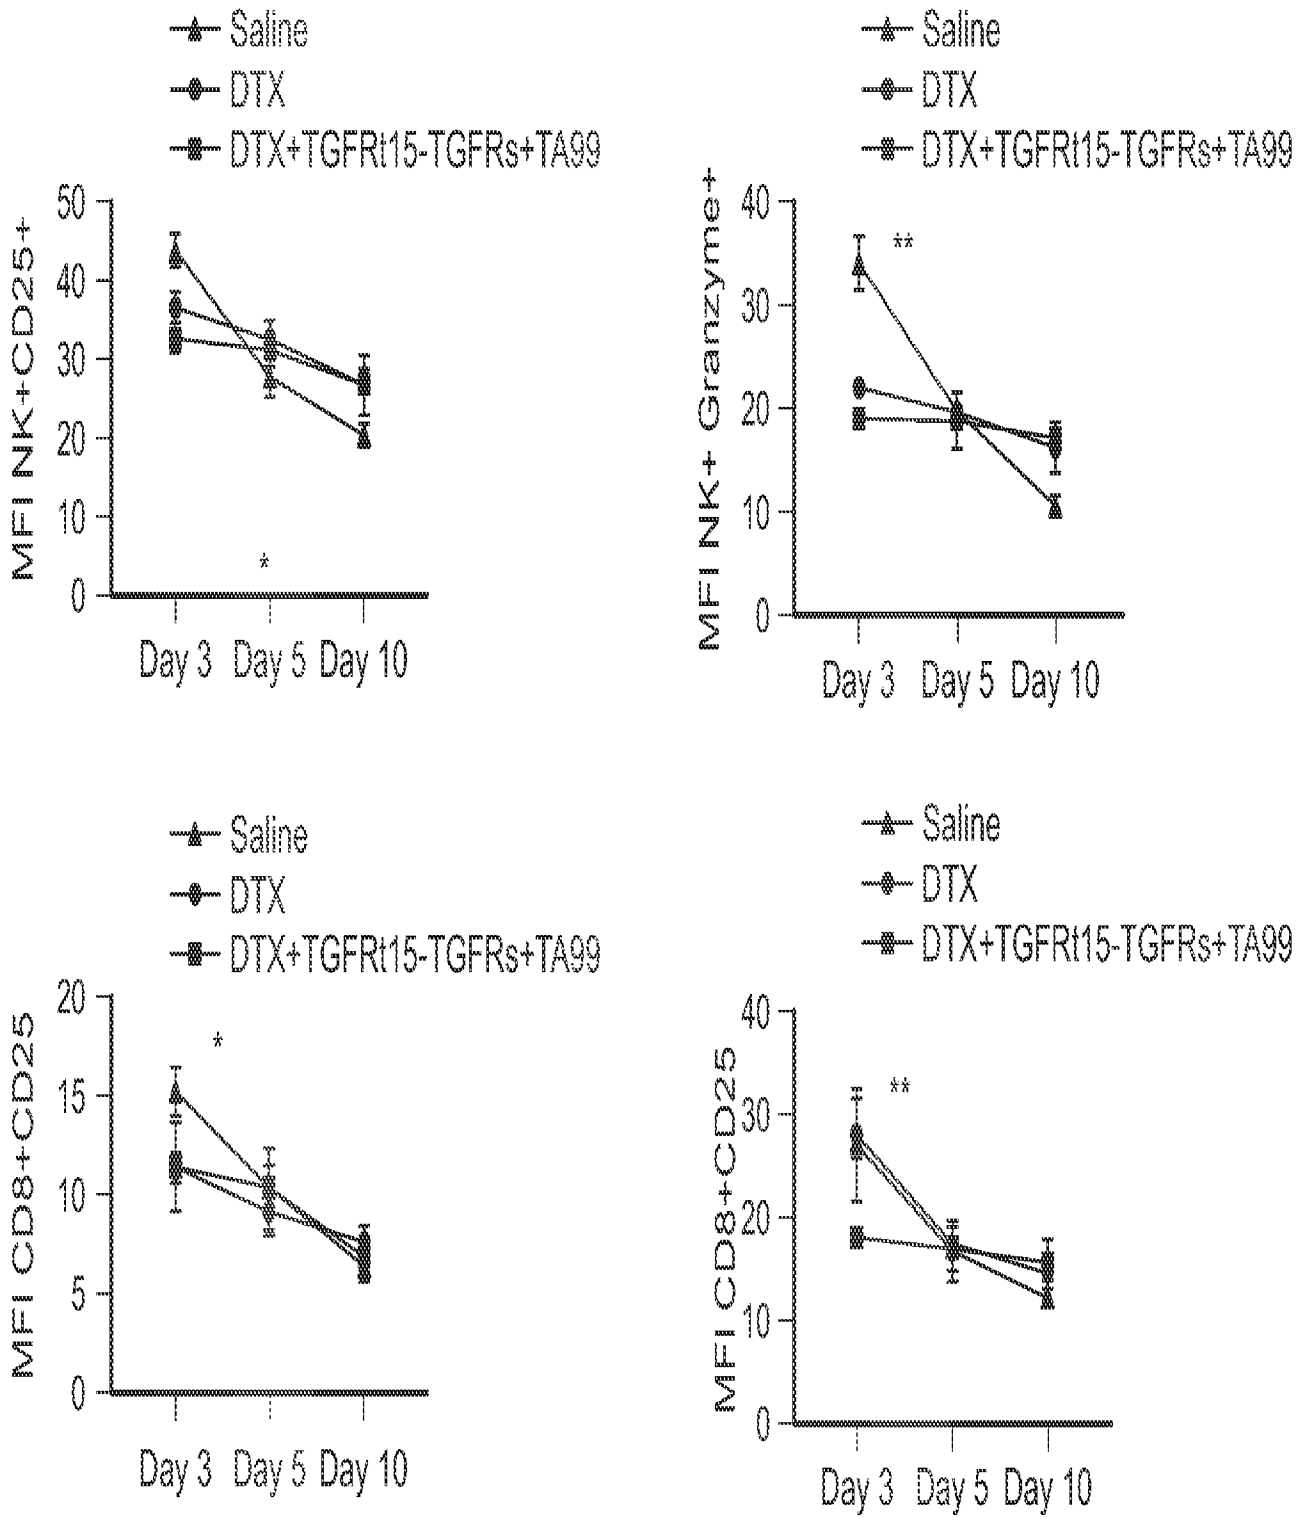 Saline
DTX
DTX+TGFRt15-TGFRs+TA99
MFI NK+CD25+
50
40
30
20
10
0
*
Day 3 Day 5 Day 10
Saline
DTX
DTX+TGFRt15-TGFRs+TA99
MFI NK+ Granzyme+
40
30
20
10
0
**
Day 3 Day 5 Day 10
Saline
DTX
DTX+TGFRt15-TGFRs+TA99
MFI CD8+CD25
20
15
10
5
0
*
Day 3 Day 5 Day 10
Saline
DTX
DTX+TGFRt15-TGFRs+TA99
MFI CD8+CD25
40
30
20
10
0
**
Day 3 Day 5 Day 10